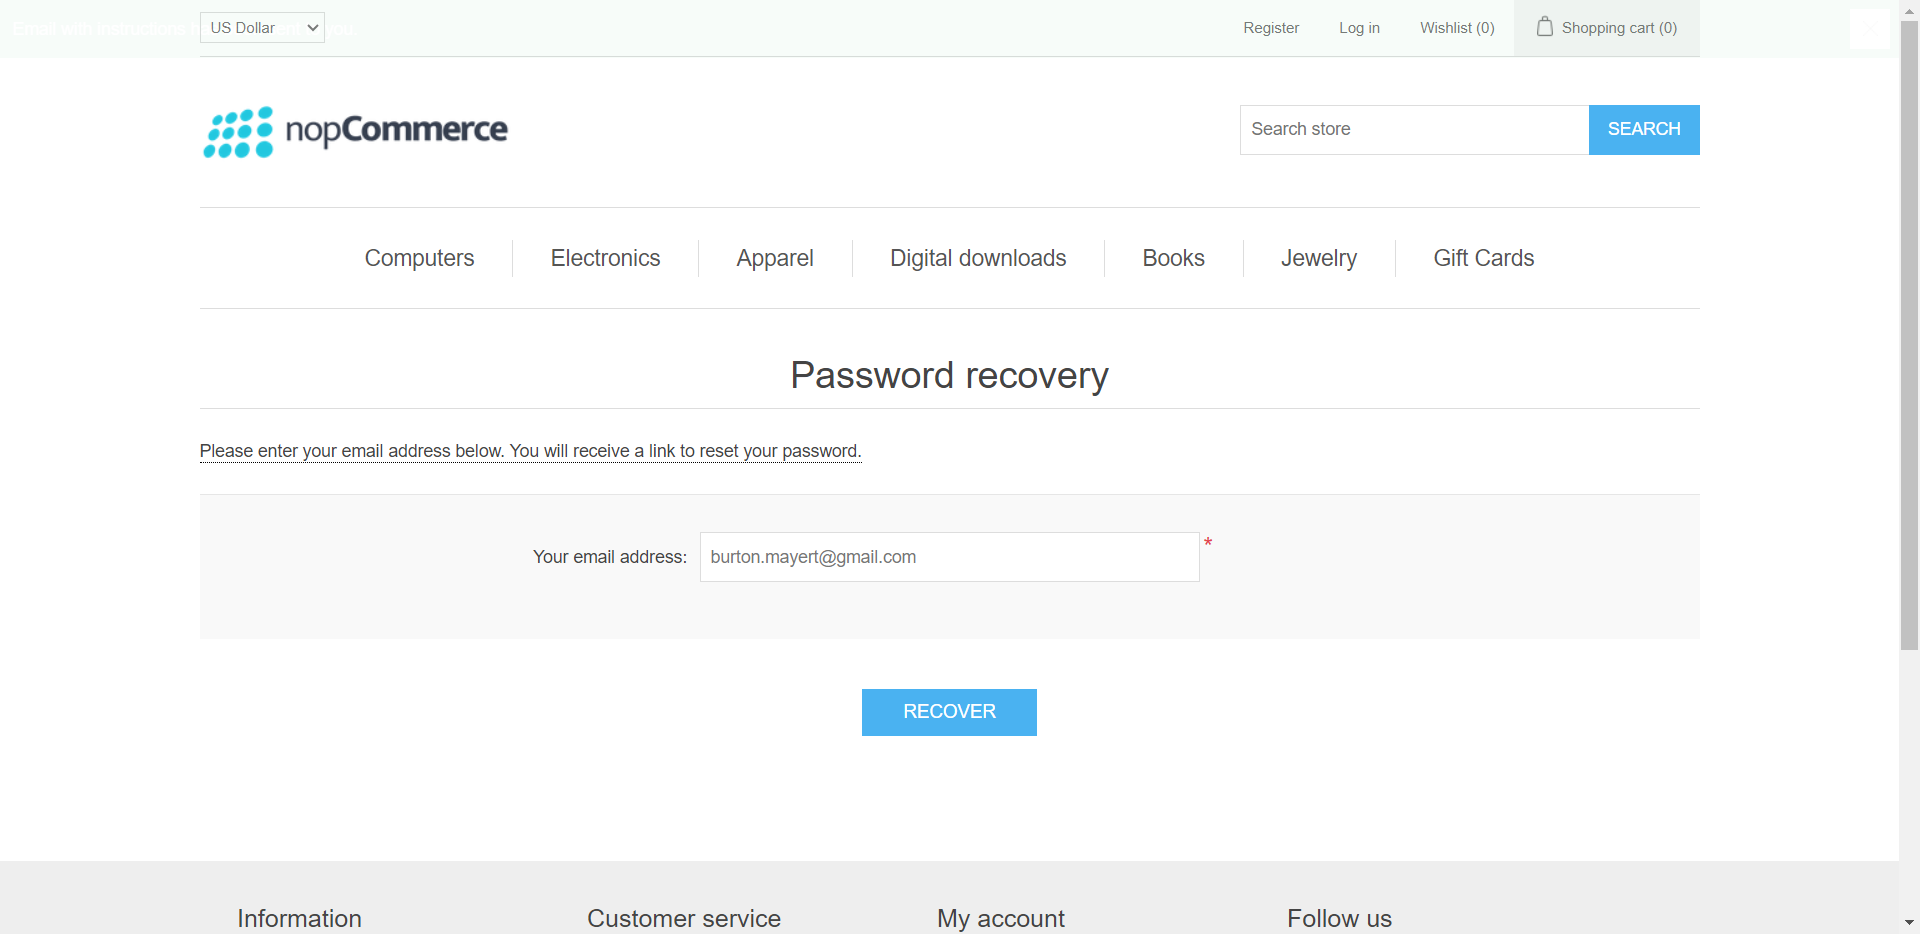 Email with instructions
US Dollar
Register
Log in
Wishlist (0)
Shopping cart (0)
nopCommerce
Search store
SEARCH
Computers
Electronics
Apparel
Digital downloads
Books
Jewelry
Gift Cards
Password recovery
Please enter your email address below. You will receive a link to reset your password.
Your email address:
burton.mayert@gmail.com
*
RECOVER
Information
Customer service
My account
Follow us